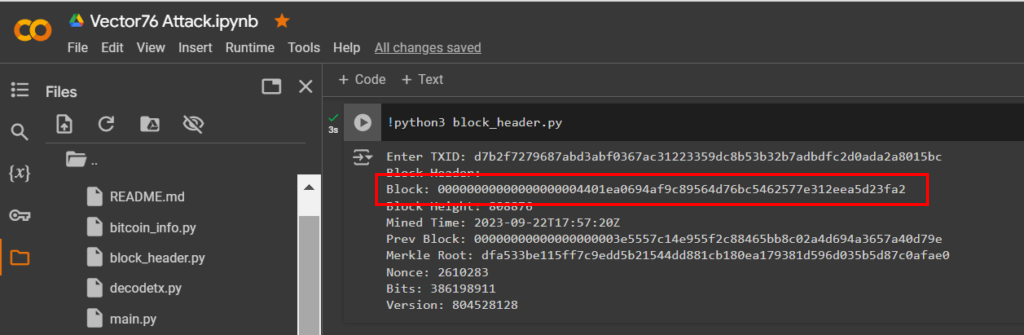 Vector76 Attack.ipynb
File Edit View Insert Runtime Tools Help All changes saved
Files
+ Code + Text
..
README.md
bitcoin_info.py
block_header.py
decodetx.py
main.py
3s
!python3 block_header.py
Enter TXID: d7b2f7279687abd3abf0367ac31223359dc8b53b32b7adbdfc2d0ada2a8015bc
Block Header:
Block: 00000000000000000004401ea0694af9c89564d76bc5462577e312eea5d23fa2
Block Height: 808876
Mined Time: 2023-09-22T17:57:20Z
Prev Block: 00000000000000000003e5557c14e955f2c88465bb8c02a4d694a3657a40d79e
Merkle Root: dfa533be115ff7c9edd5b21544dd881cb180ea179381d596d035b5d87c0afae0
Nonce: 2610283
Bits: 386198911
Version: 804528128